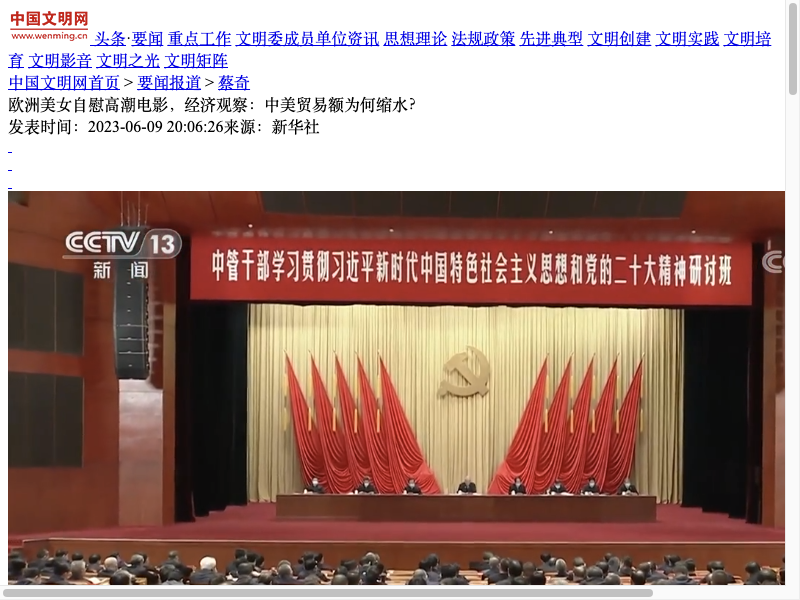 中国文明网
www.wenming.cn 头条·要闻 重点工作 文明委成员单位资讯 思想理论 法规政策 先进典型 文明创建 文明实践 文明培
育 文明影音 文明之光 文明矩阵
中国文明网首页 > 要闻报道 > 蔡奇
欧洲美女自慰高潮电影，经济观察：中美贸易额为何缩水？
发表时间：2023-06-09 20:06:26来源：新华社
CCTV 13
新闻
中管干部学习贯彻习近平新时代中国特色社会主义思想和党的二十大精神研讨班